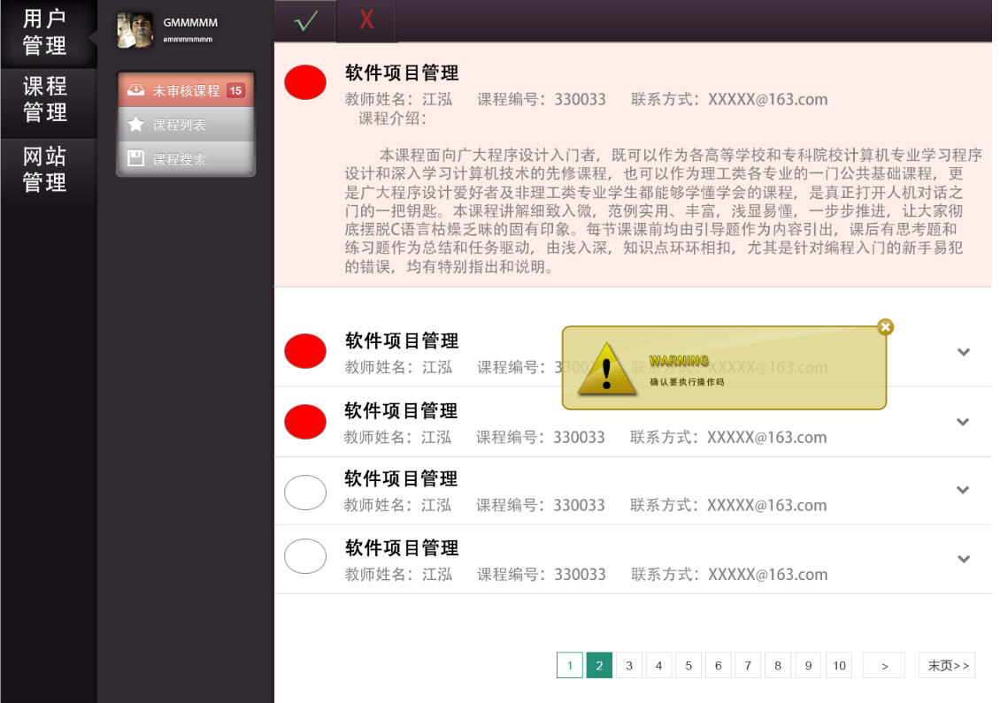 用户
管理
课程
管理
网站
管理
GMMMMM
emmmmmmm
未审核课程 15
课程列表
课程搜索
X
软件项目管理
教师姓名：江泓 课程编号：330033 联系方式：XXXXX@163.com
课程介绍：
本课程面向广大程序设计入门者，既可以作为各高等学校和专科院校计算机专业学习程序
设计和深入学习计算机技术的先修课程，也可以作为理工类各专业的一门公共基础课程，更
是广大程序设计爱好者及非理工类专业学生都能够学懂学会的课程，是真正打开人机对话之
门的一把钥匙。本课程讲解细致入微，范例实用、丰富，浅显易懂，一步步推进，让大家彻
底摆脱C语言枯燥乏味的固有印象。每节课课前均由引导题作为内容引出，课后有思考题和
练习题作为总结和任务驱动，由浅入深，知识点环环相扣，尤其是针对编程入门的新手易犯
的错误，均有特别指出和说明。
软件项目管理
教师姓名：江泓 课程编号：330033 联系方式：XXXXX@163.com
WARNING
确认要执行操作吗
软件项目管理
教师姓名：江泓 课程编号：330033 联系方式：XXXXX@163.com
软件项目管理
教师姓名：江泓 课程编号：330033 联系方式：XXXXX@163.com
软件项目管理
教师姓名：江泓 课程编号：330033 联系方式：XXXXX@163.com
1 2 3 4 5 6 7 8 9 10 > 末页>>